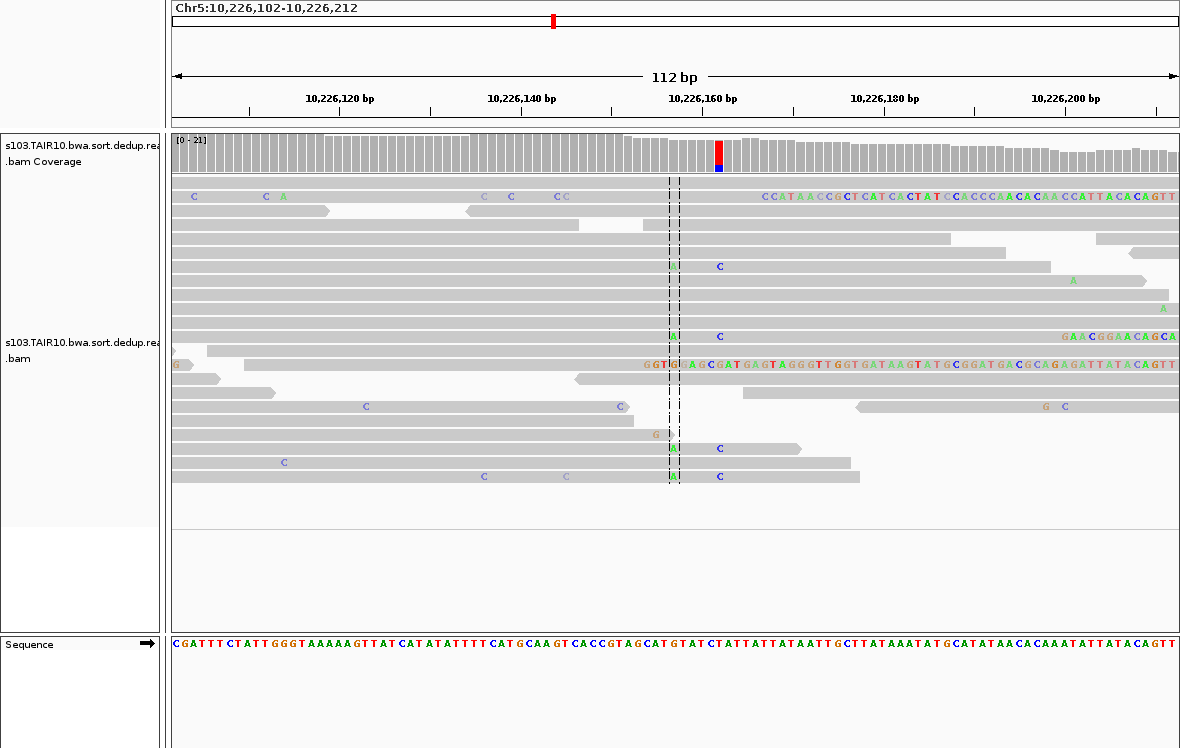 Chr5:10,226,102-10,226,212
112 bp
10,226,120 bp 10,226,140 bp 10,226,160 bp 10,226,180 bp 10,226,200 bp
s103.TAIR10.bwa.sort.dedup.rea
.bam Coverage
[0 - 21]
C C A C C C C CCATAACCGCTCATCACTATCCACCCAACACAACCATTACACAGTT
A C
A
A
s103.TAIR10.bwa.sort.dedup.rea
.bam
A C GAACGGAACAGCA
G GGTGGAGCGATGAGTAGGGTTGGTGATAAGTATGCGGATGACGCAGAGATTATACAGTT
C C G C
G
A C
C
C C A C
Sequence
CGATTTCTATTGGGTAAAAAGTTATCATATATTTTCATGCAAGTCACCGTAGCATGTATCTATTATTATAATTGCTTATAAATATGCATATAACACAAATATTATACAGTT